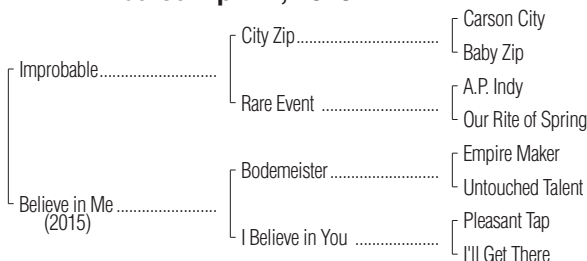 Carson City
City Zip
Baby Zip
Improbable
A.P. Indy
Rare Event
Our Rite of Spring
Empire Maker
Bodemeister
Untouched Talent
Believe in Me
(2015)
Pleasant Tap
I Believe in You
I'll Get There